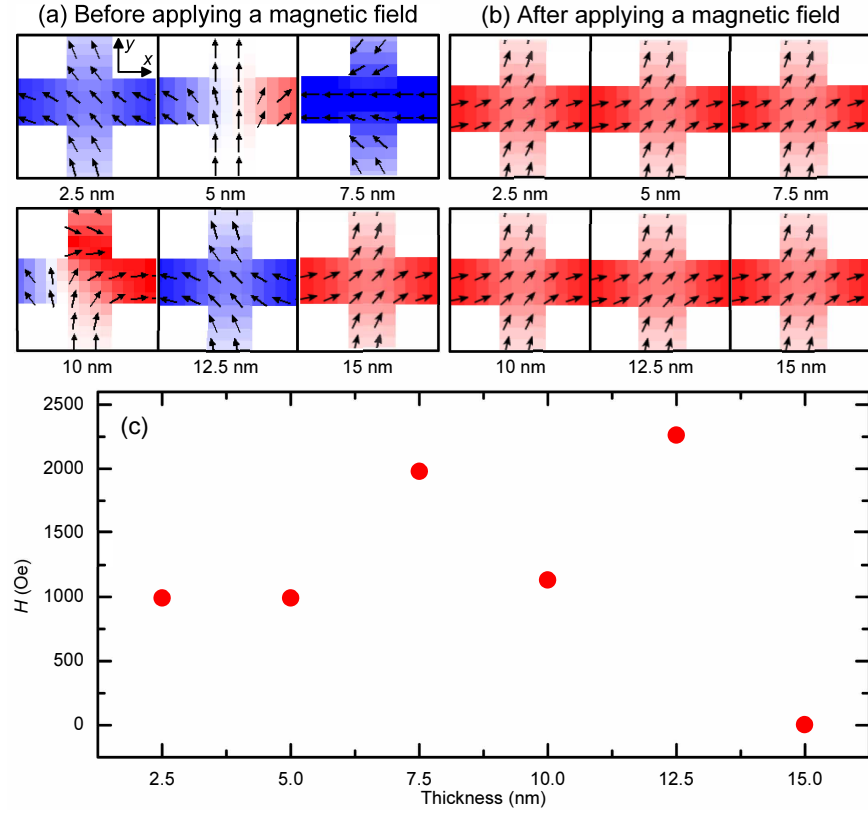 (a) Before applying a magnetic field
(b) After applying a magnetic field
y
x
2.5 nm
5 nm
7.5 nm
2.5 nm
5 nm
7.5 nm
10 nm
12.5 nm
15 nm
10 nm
12.5 nm
15 nm
(c)
2500
2000
1500
1000
500
0
H (Oe)
2.5
5.0
7.5
10.0
12.5
15.0
Thickness (nm)